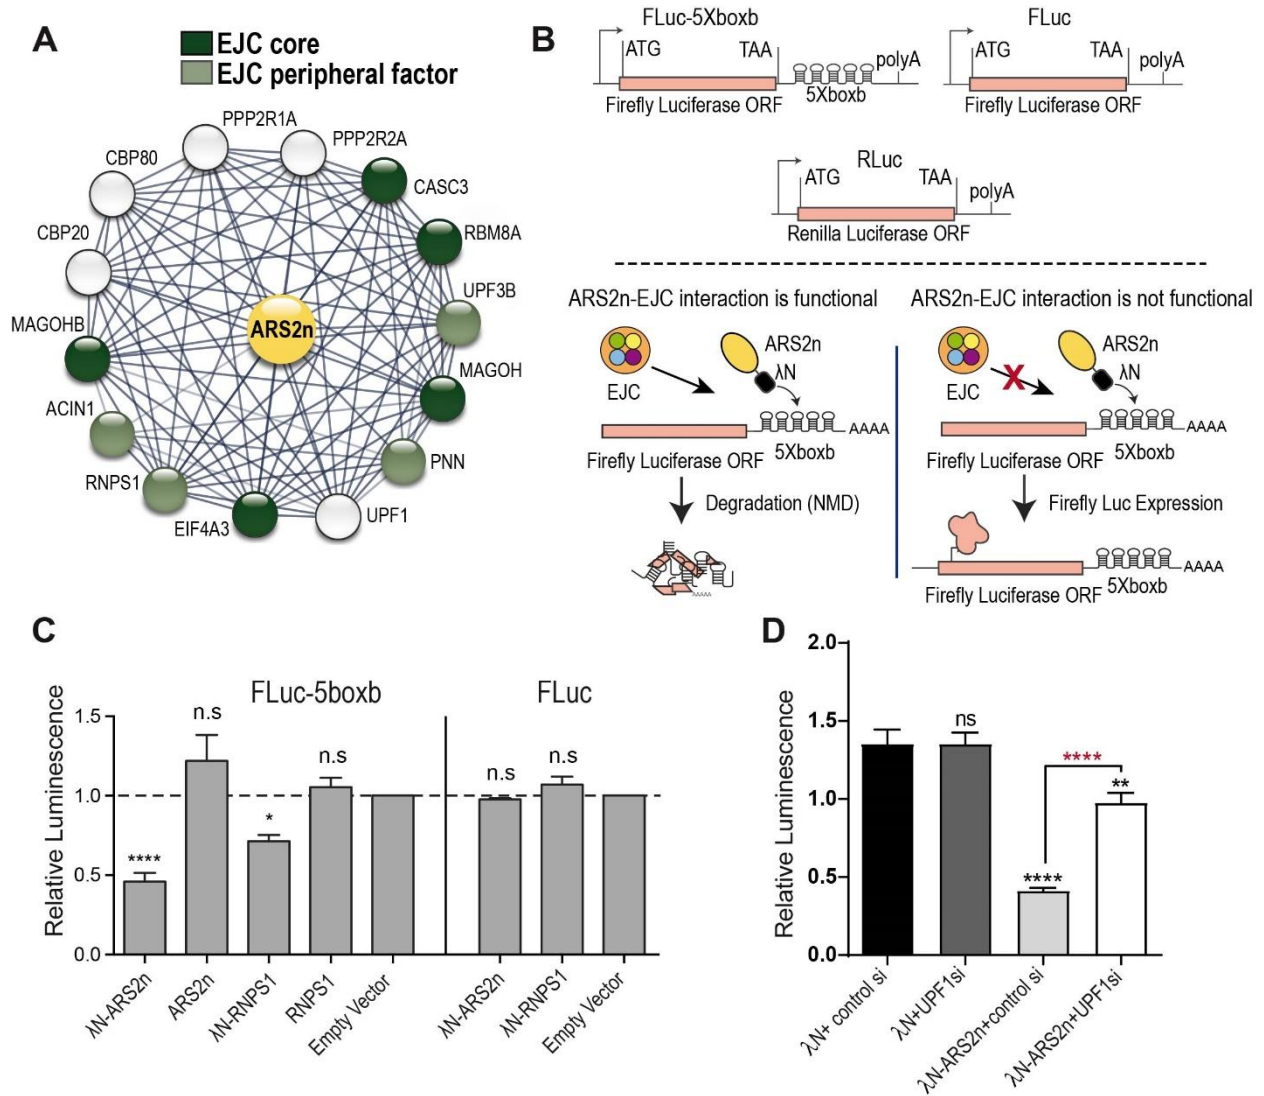 A
EJC core
EJC peripheral factor
PPP2R1A
PPP2R2A
CBP80
CASC3
CBP20
RBM8A
UPF3B
MAGOHB
ARS2n
MAGOH
ACIN1
PNN
RNPS1
EIF4A3
UPF1
B
FLuc-5Xboxb
ATG TAA
polyA
5Xboxb
Firefly Luciferase ORF
FLuc
ATG TAA
polyA
Firefly Luciferase ORF
RLuc
ATG TAA
polyA
Renilla Luciferase ORF
ARS2n-EJC interaction is functional
ARS2n
λN
EJC
AAAA
5Xboxb
Firefly Luciferase ORF
Degradation (NMD)
AAAAA
ARS2n-EJC interaction is not functional
ARS2n
λN
X
EJC
AAAA
5Xboxb
Firefly Luciferase ORF
Firefly Luc Expression
AAAA
5Xboxb
Firefly Luciferase ORF
C
FLuc-5boxb FLuc
Relative Luminescence
1.5
1.0
0.5
0.0
****
n.s
*
n.s
n.s
n.s
λN-ARS2n
ARS2n
λN-RNPS1
RNPS1
Empty Vector
λN-ARS2n
λN-RNPS1
Empty Vector
D
Relative Luminescence
2.0
1.5
1.0
0.5
0.0
ns
****
****
**
λN+ control si
λN+UPF1si
λN-ARS2n+control si
λN-ARS2n+UPF1si